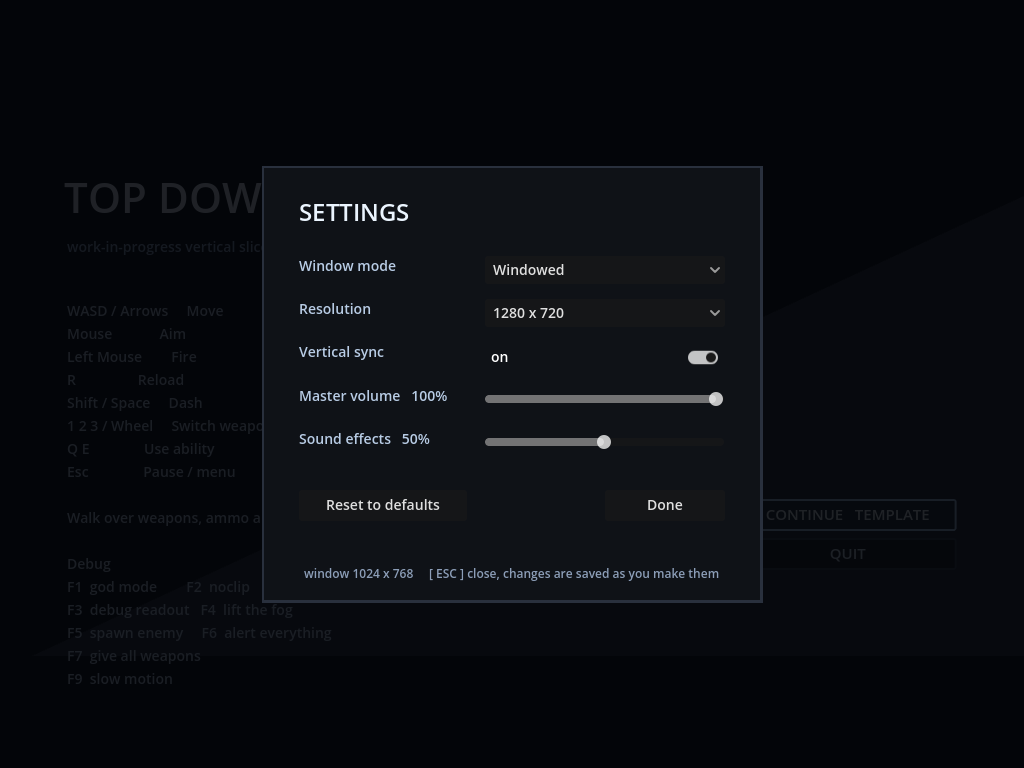 TOP DOW
work-in-progress vertical slic
WASD / Arrows Move
Mouse Aim
Left Mouse Fire
R Reload
Shift / Space Dash
1 2 3 / Wheel Switch weapo
Q E Use ability
Esc Pause / menu
Walk over weapons, ammo a
Debug
F1 god mode F2 noclip
F3 debug readout F4 lift the fog
F5 spawn enemy F6 alert everything
F7 give all weapons
F9 slow motion
SETTINGS
Window mode Windowed
Resolution 1280 x 720
Vertical sync on
Master volume 100%
Sound effects 50%
Reset to defaults Done
window 1024 x 768 [ ESC ] close, changes are saved as you make them
CONTINUE TEMPLATE
QUIT